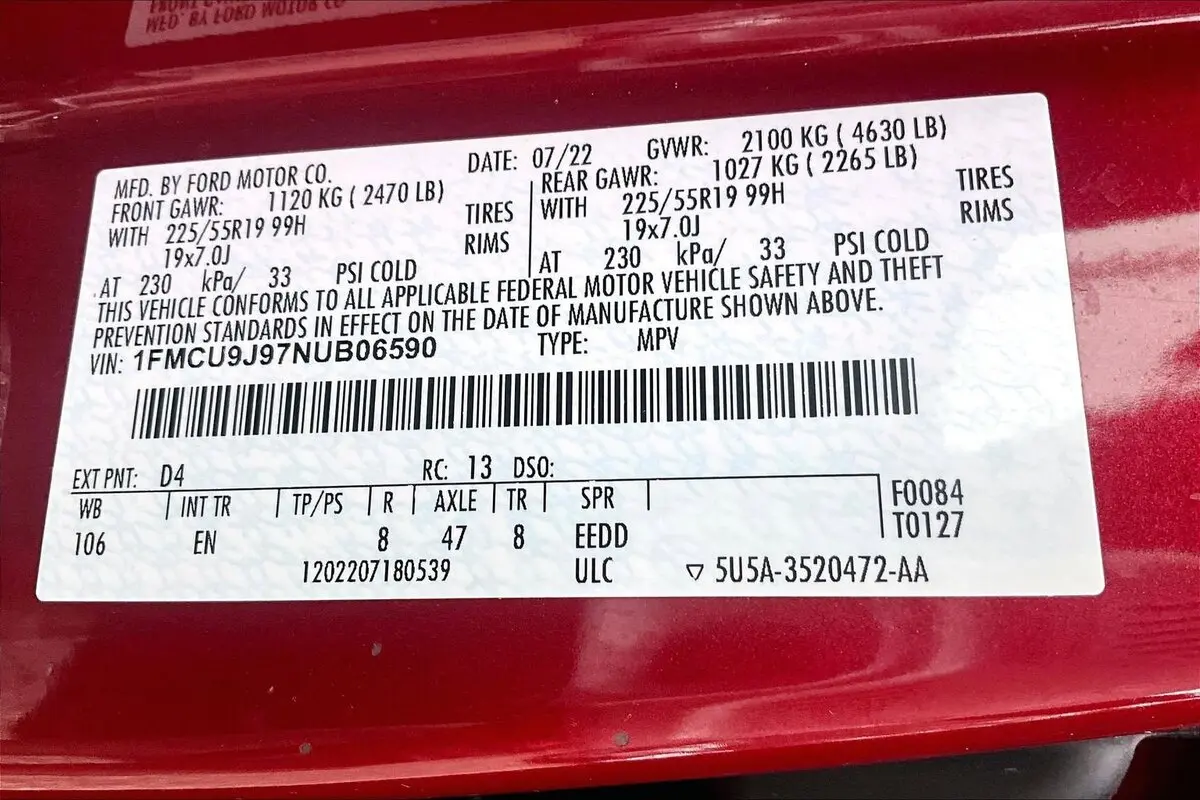 MFD. BY FORD MOTOR CO.
DATE: 07/22 GVWR: 2100 KG ( 4630 LB)
FRONT GAWR: 1120 KG ( 2470 LB)
WITH 225/55R19 99H TIRES
19x7.0J RIMS
AT 230 kPa/ 33 PSI COLD
REAR GAWR: 1027 KG ( 2265 LB)
WITH 225/55R19 99H TIRES
19x7.0J RIMS
AT 230 kPa/ 33 PSI COLD
THIS VEHICLE CONFORMS TO ALL APPLICABLE FEDERAL MOTOR VEHICLE SAFETY AND THEFT
PREVENTION STANDARDS IN EFFECT ON THE DATE OF MANUFACTURE SHOWN ABOVE.
VIN: 1FMCU9J97NUB06590 TYPE: MPV
EXT PNT: D4 RC: 13 DSO:
WB INT TR TP/PS R AXLE TR SPR
106 EN 8 47 8 EEDD
F0084
T0127
1202207180539 ULC ▽ 5U5A-3520472-AA